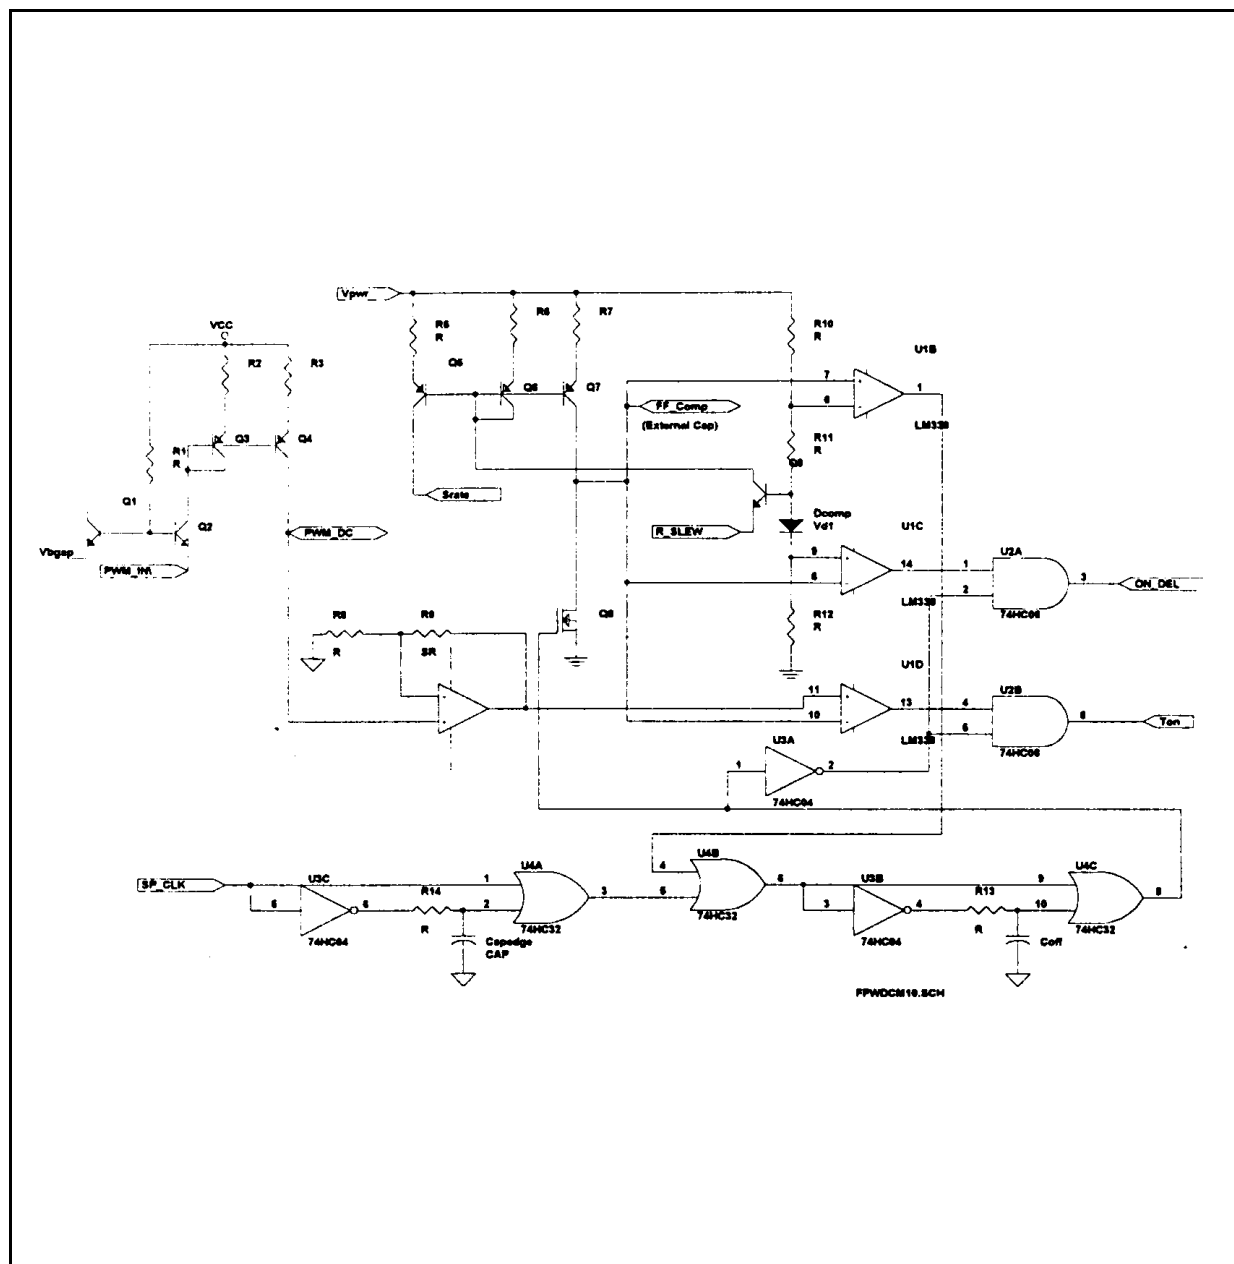 Vpwr
R5
R
R6
R7
R10
R
U1B
VCC
R2
R3
Q5
Q6
Q7
7
6
1
FF_Comp
(External Cap)
LM339
R1
R
Q3
Q4
R11
R
Q9
Srate
Q1
Q2
Dcomp
Vd1
U1C
PWM_DC
R_SLEW
Vbgap
PWM_IN\
9
8
14
U2A
1
2
3
ON_DEL
LM339
74HC08
R8
R
R9
SR
Q8
R12
R
U1D
11
10
13
U2B
4
5
6
Ton
LM339
74HC08
U3A
1
2
74HC04
SP_CLK
U3C
5
6
74HC04
R14
R
Capedge
CAP
U4A
1
2
3
74HC32
U4B
4
5
6
74HC32
U3B
3
4
74HC04
R13
R
Coff
U4C
9
10
8
74HC32